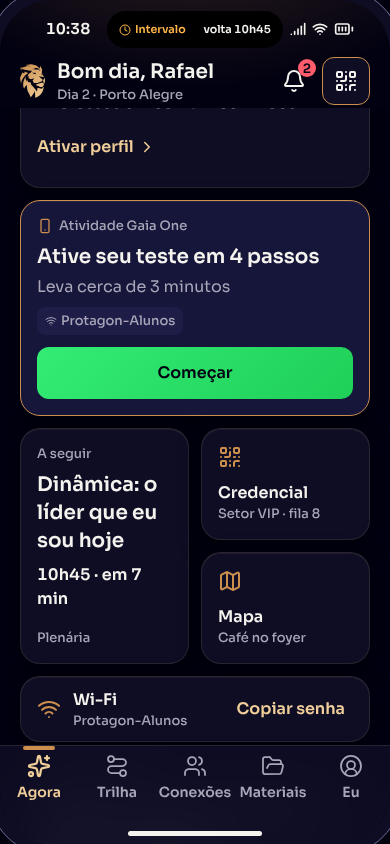 10:38
Intervalo
volta 10h45
Bom dia, Rafael
2
Dia 2 · Porto Alegre
Ativar perfil
Atividade Gaia One
Ative seu teste em 4 passos
Leva cerca de 3 minutos
Protagon-Alunos
Começar
A seguir
Dinâmica: o
líder que eu
sou hoje
10h45 · em 7
min
Plenária
Credencial
Setor VIP · fila 8
Mapa
Café no foyer
Wi-Fi
Protagon-Alunos
Copiar senha
Agora
Trilha
Conexões
Materiais
Eu